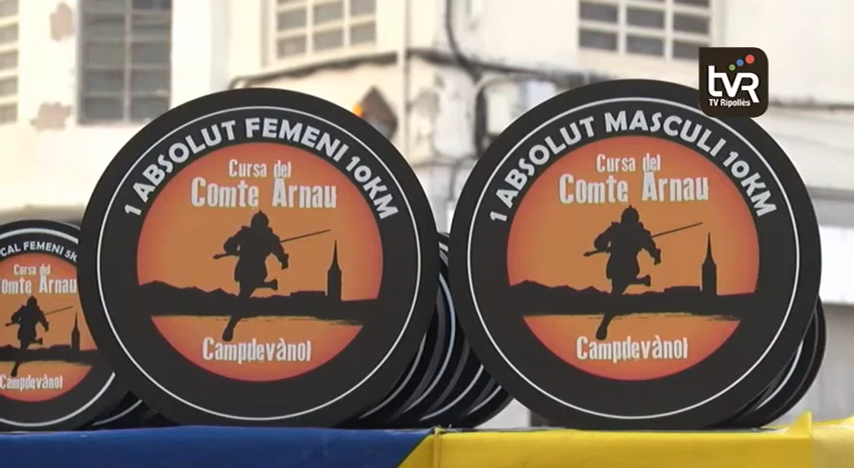 tvR
TV Ripollès
1 ABSOLUT FEMENI 10KM
Cursa del
Comte Arnau
Campdevànol
1 ABSOLUT MASCULI 10KM
Cursa del
Comte Arnau
Campdevànol
CAL FEMENI 5K
Cursa del
omte Arnau
Campdevànol